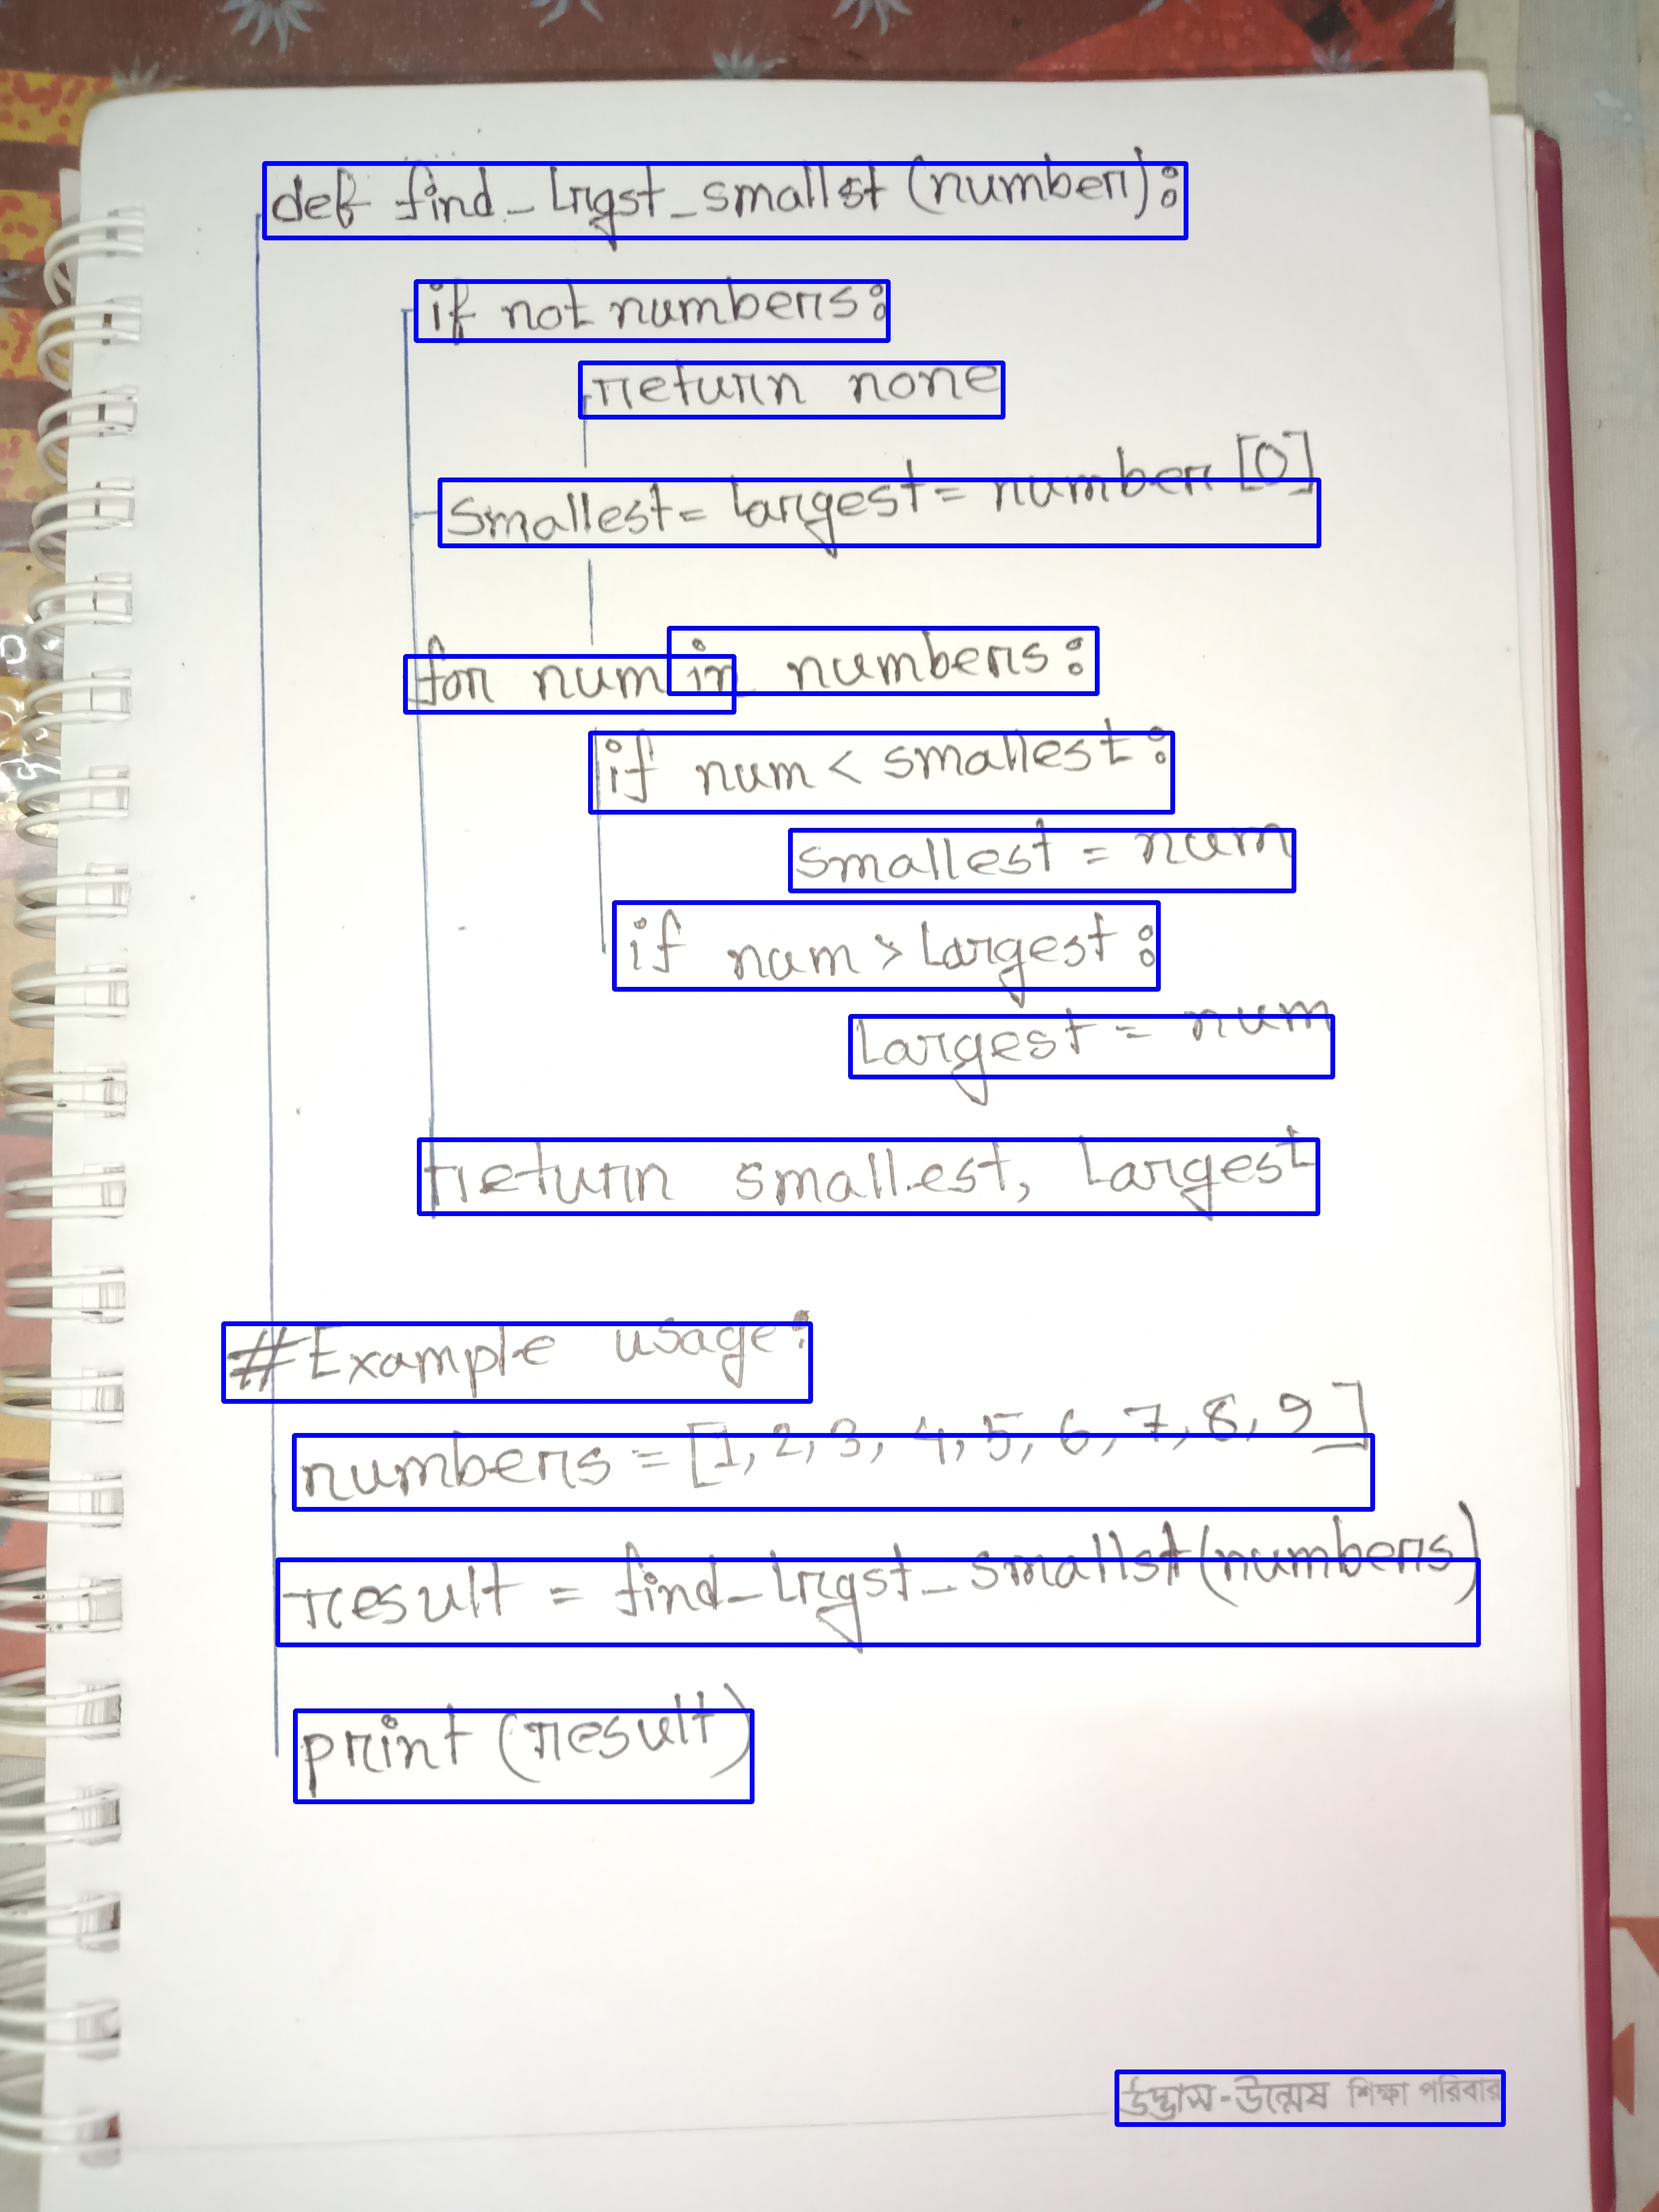 def find_lrgst_smallst (number):
if not numbers:
return none
smallest = largest = number [0]
for num in numbers:
if num < smallest:
smallest = num
if num > largest:
largest = num
return smallest, largest
#Example usage:
numbers = [1, 2, 3, 4, 5, 6, 7, 8, 9]
result = find_lrgst_smallst(numbers)
print (result)
উদ্ভাস-উন্মেষ শিক্ষা পরিবার